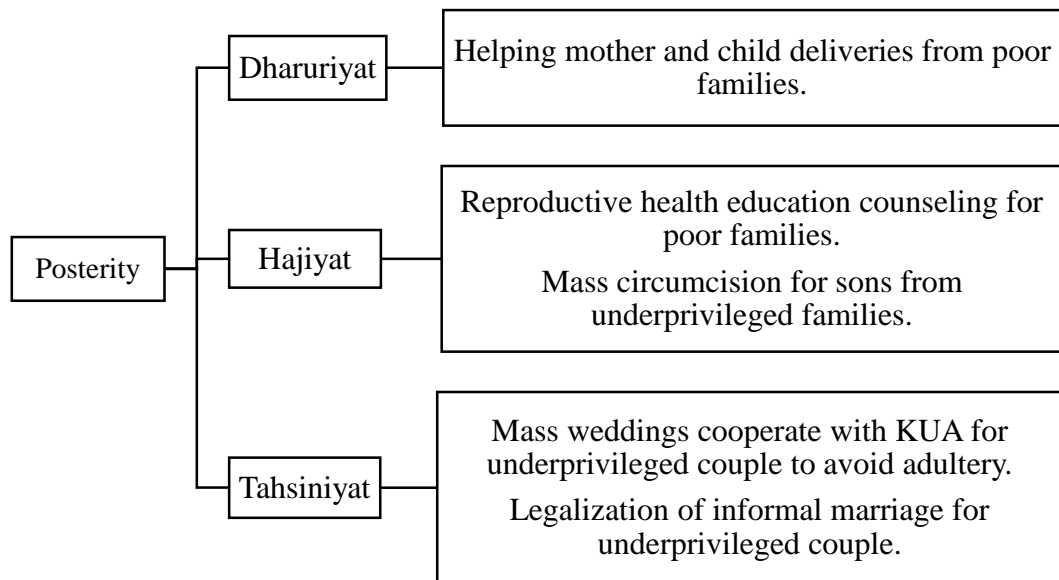 Posterity
Dharuriyat
Helping mother and child deliveries from poor
families.
Hajiyat
Reproductive health education counseling for
poor families.
Mass circumcision for sons from
underprivileged families.
Tahsiniyat
Mass weddings cooperate with KUA for
underprivileged couple to avoid adultery.
Legalization of informal marriage for
underprivileged couple.